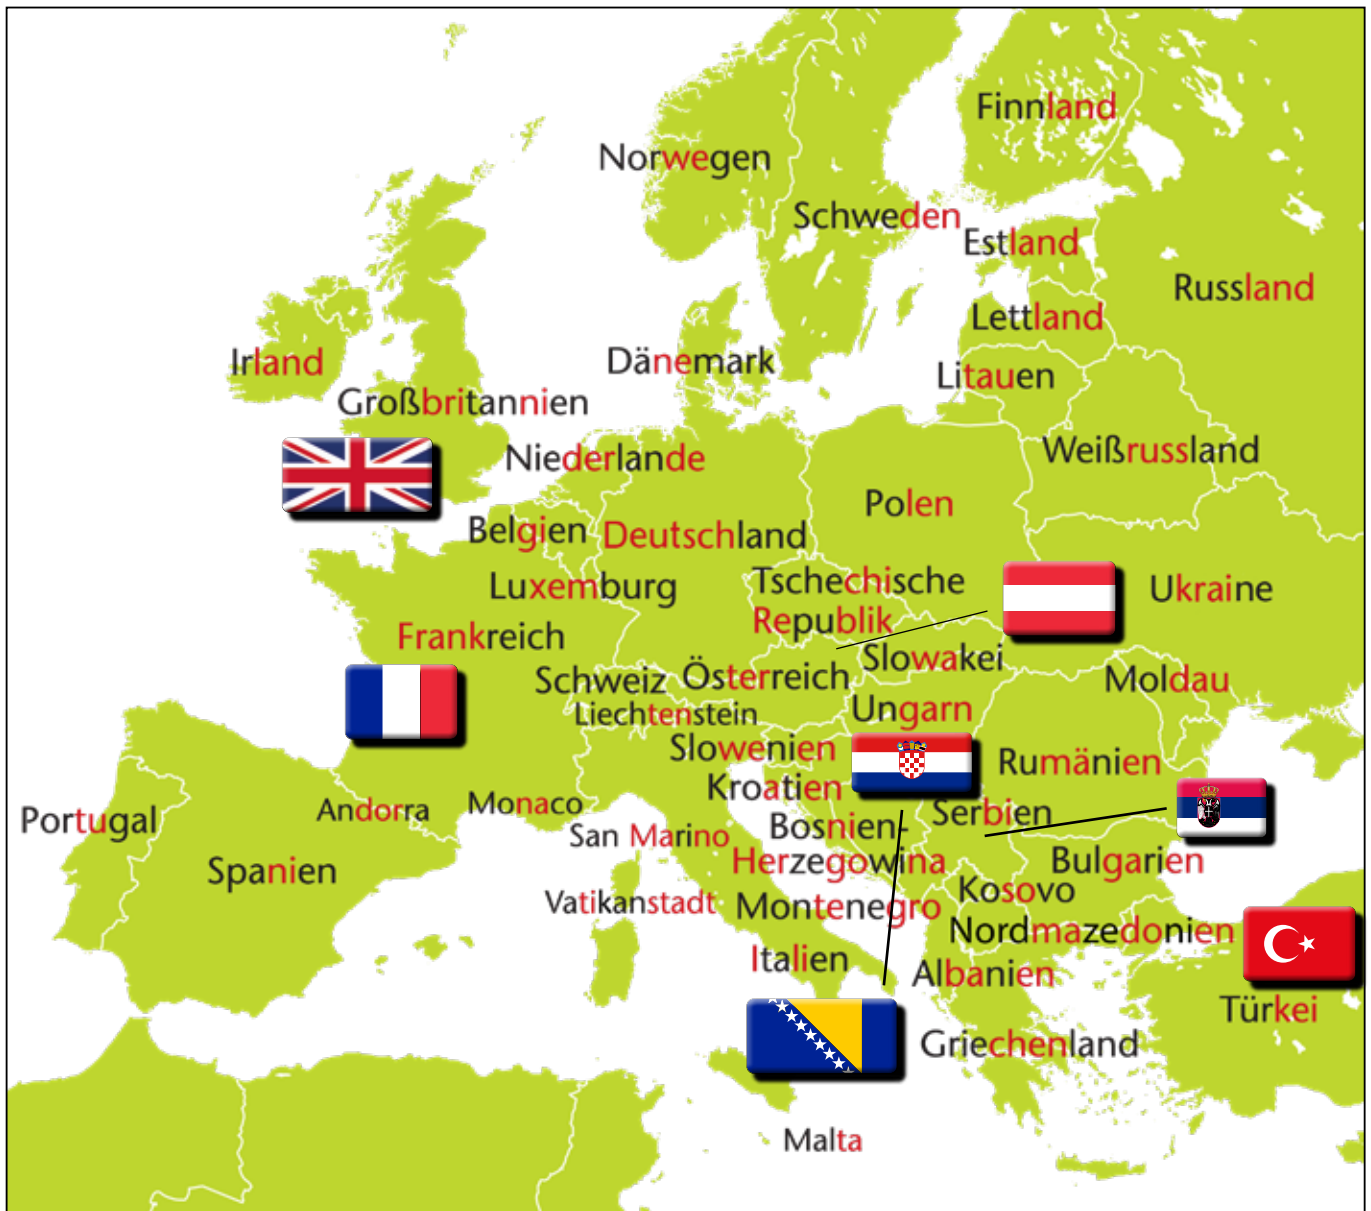 Finnland
Norwegen
Schweden
Estland
Russland
Lettland
Irland
Dänemark
Litauen
Großbritannien
Weißrussland
Niederlande
Polen
Belgien
Deutschland
Tschechische
Republik
Luxemburg
Ukraine
Frankreich
Slowakei
Schweiz
Österreich
Moldau
Liechtenstein
Ungarn
Slowenien
Rumänien
Kroatien
Andorra
Monaco
Serbien
Portugal
San Marino
Bosnien-
Herzegowina
Bulgarien
Spanien
Kosovo
Vatikanstadt
Montenegro
Nordmazedonien
Italien
Albanien
Türkei
Griechenland
Malta